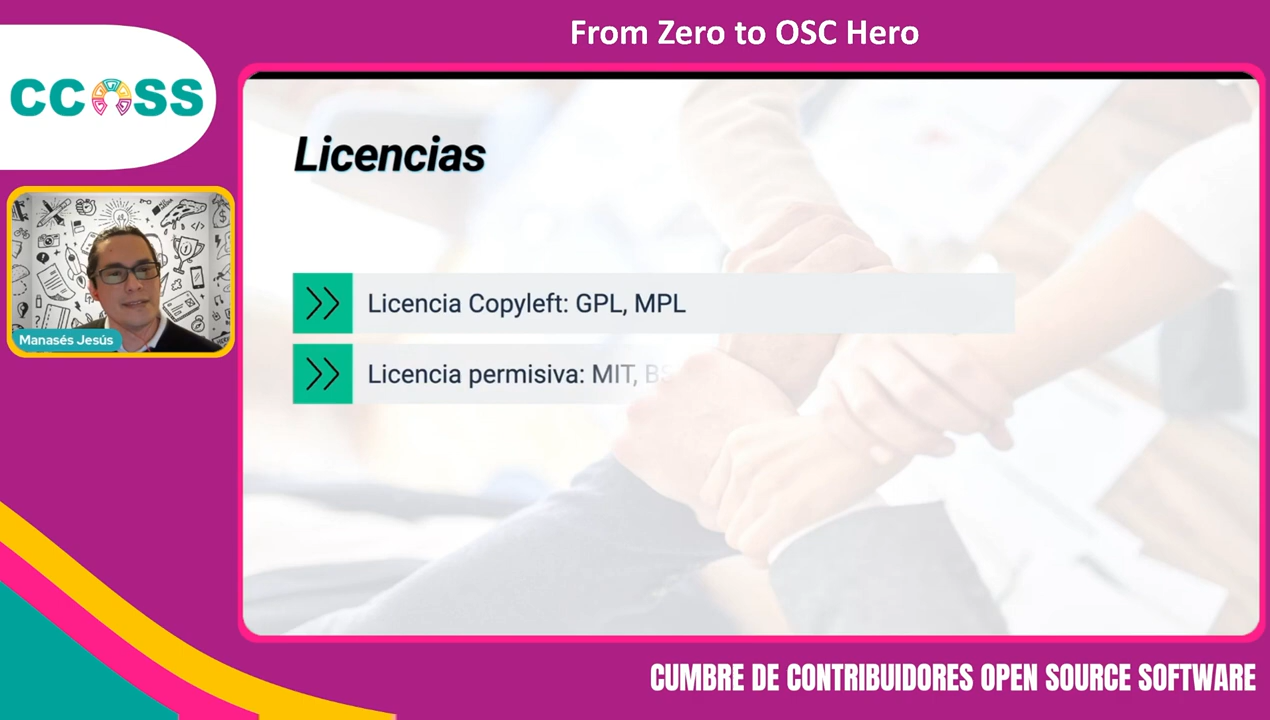 From Zero to OSC Hero
CCOSS
Licencias
Manasés Jesús
Licencia Copyleft: GPL, MPL
Licencia permisiva: MIT,
CUMBRE DE CONTRIBUIDORES OPEN SOURCE SOFTWARE